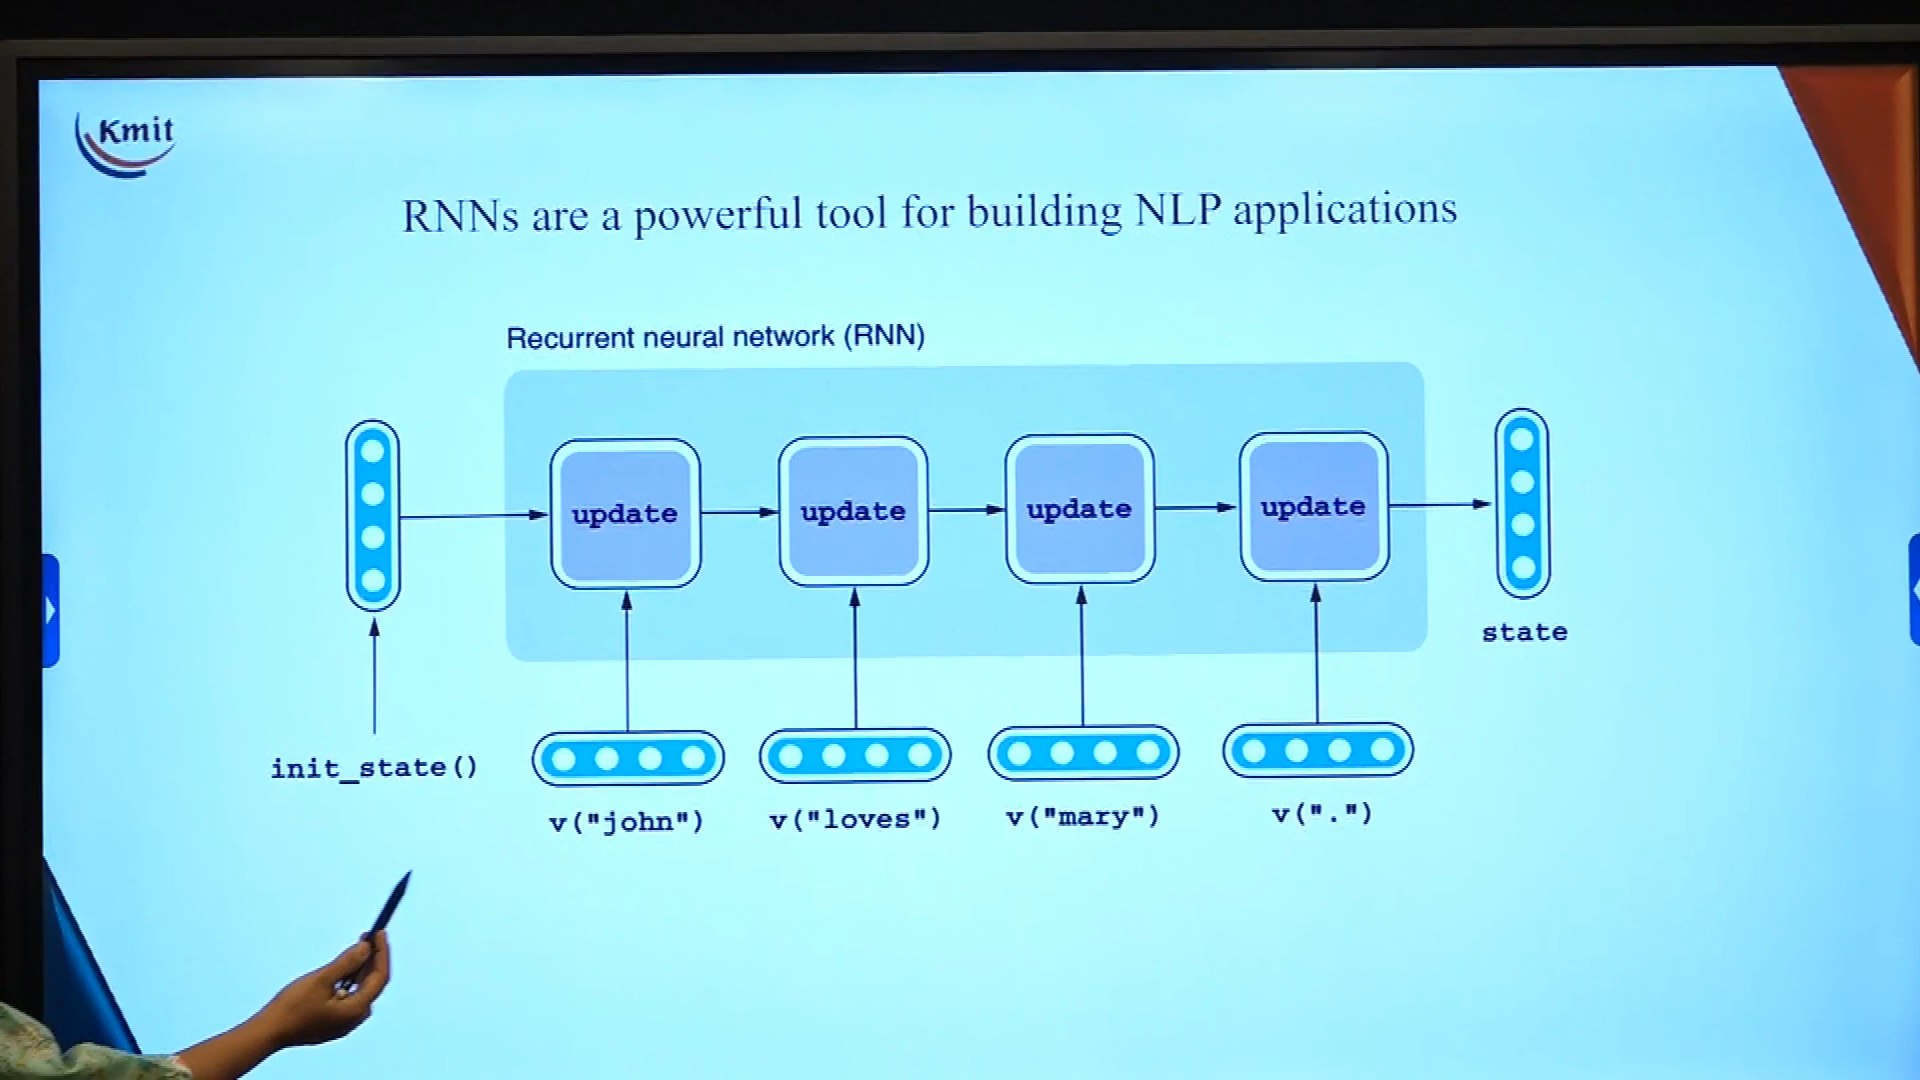 Kmit
RNNs are a powerful tool for building NLP applications
Recurrent neural network (RNN)
update
update
update
update
state
init_state()
v("john")
v("loves")
v("mary")
v(".")